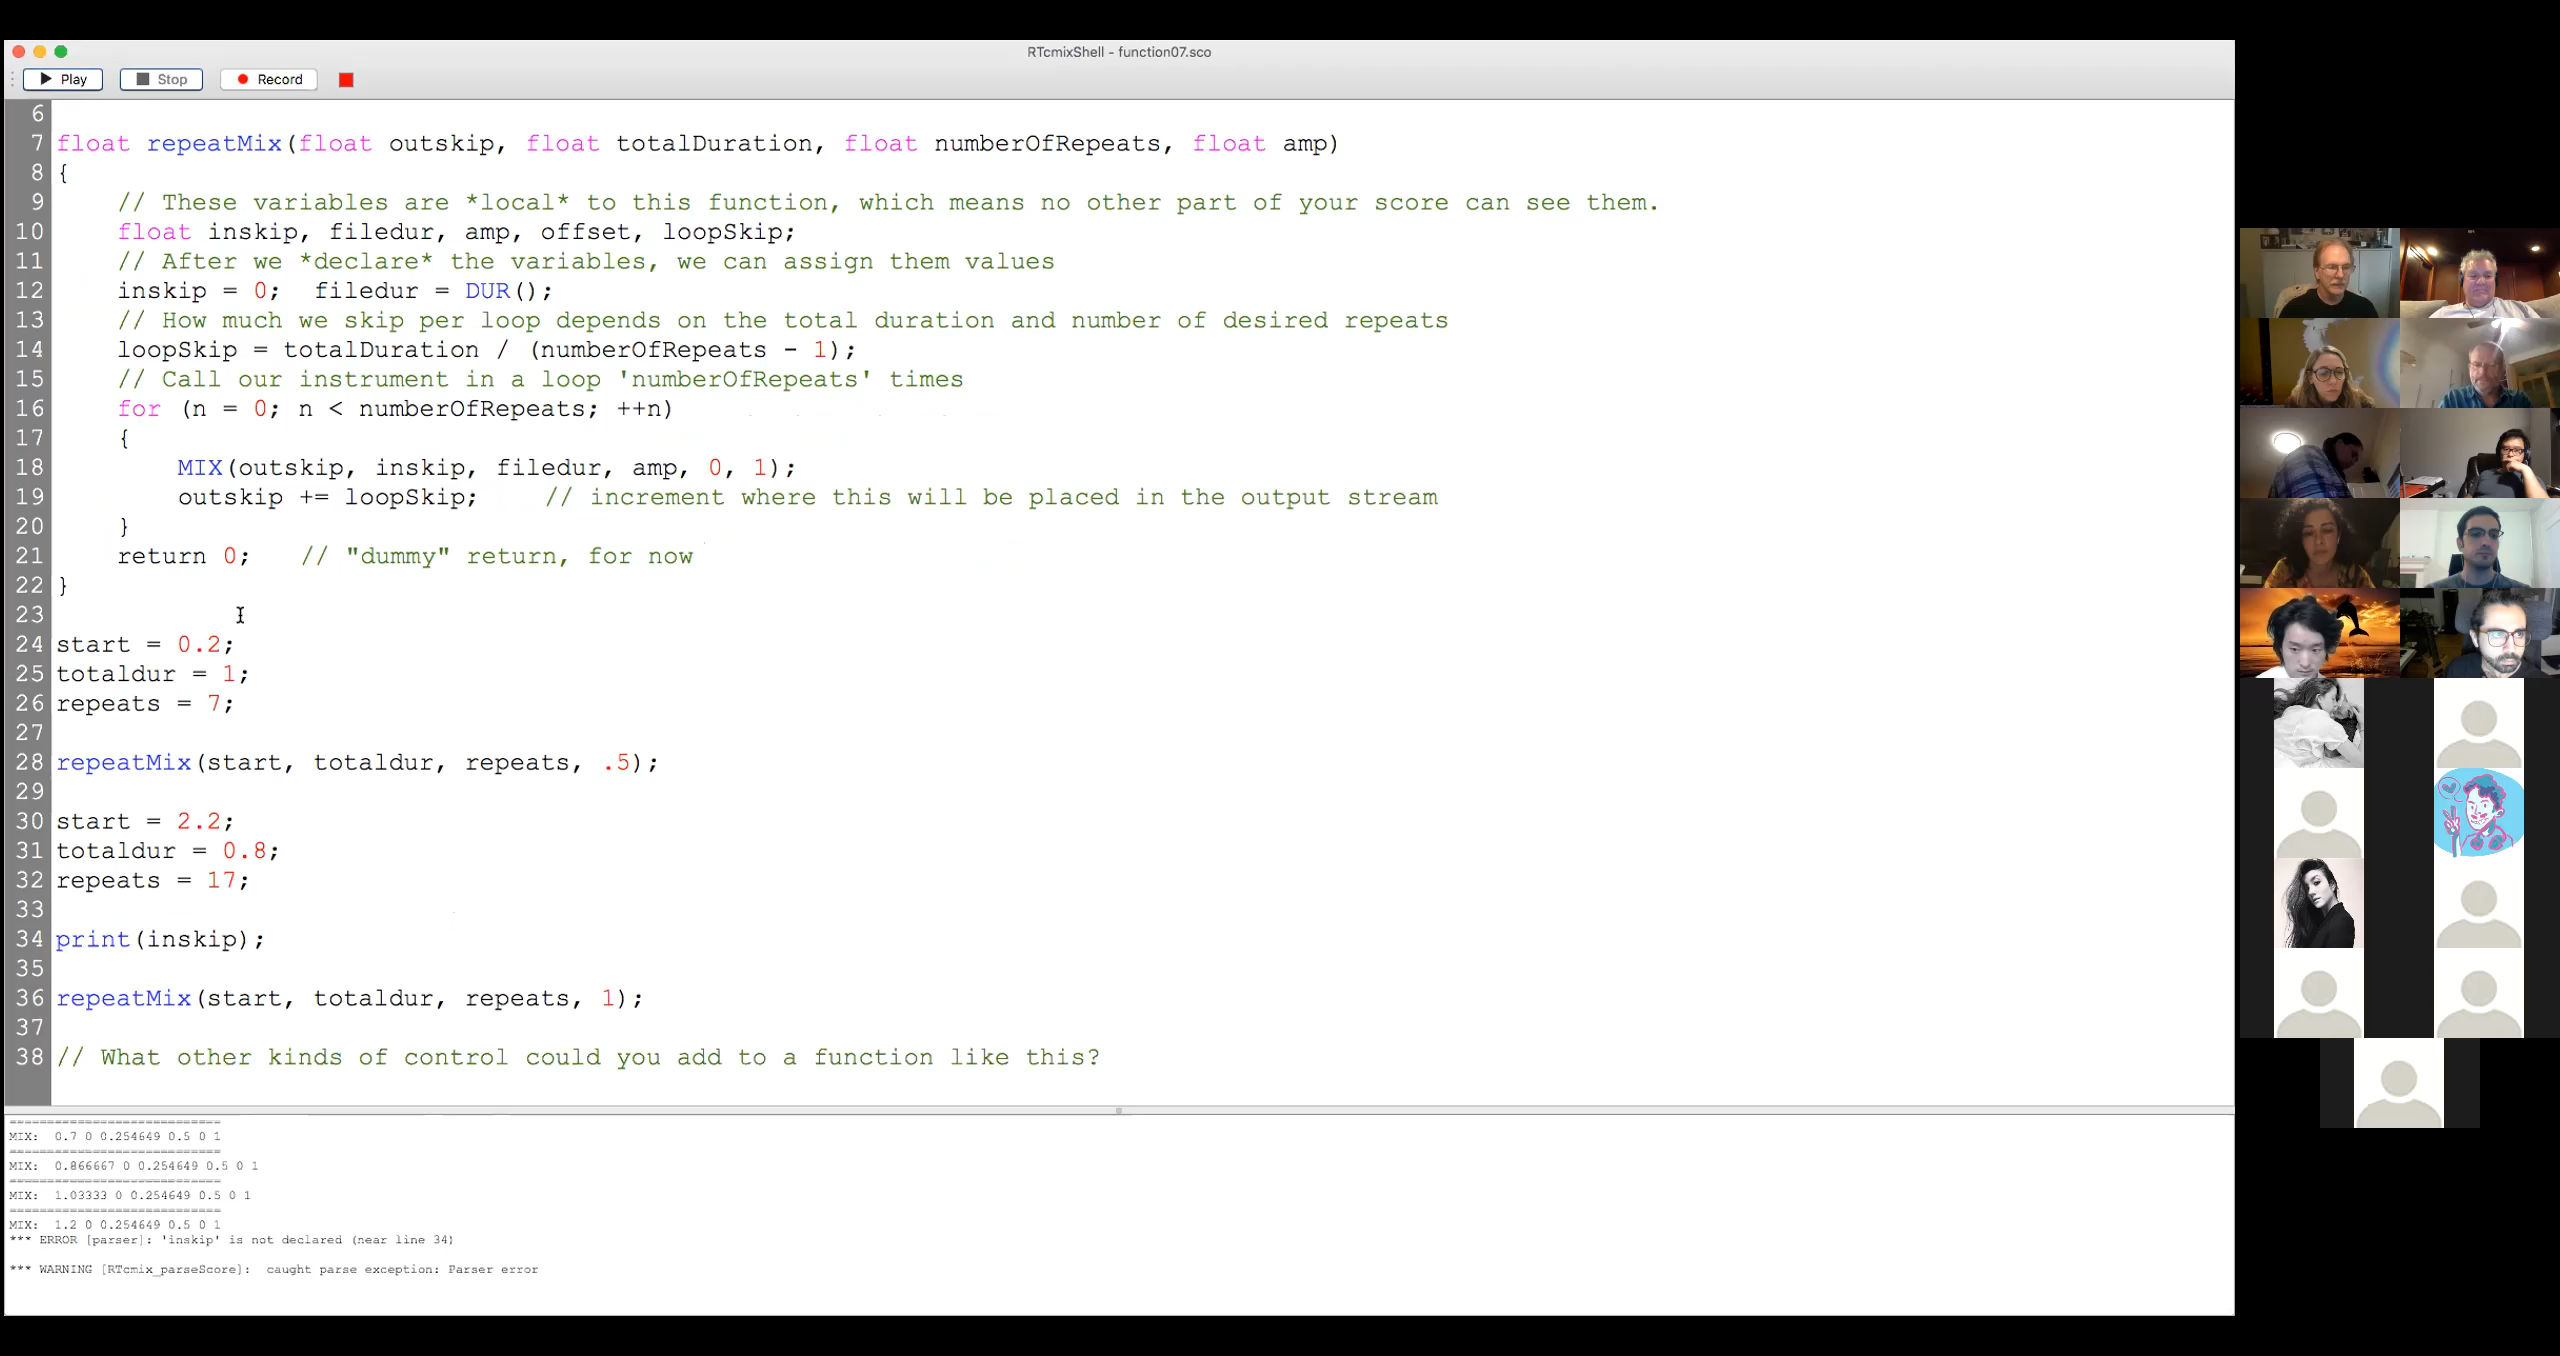 RTcmixShell - function07.sco
Play Stop Record
6
7 float repeatMix(float outskip, float totalDuration, float numberOfRepeats, float amp)
8 {
9 // These variables are *local* to this function, which means no other part of your score can see them.
10 float inskip, filedur, amp, offset, loopSkip;
11 // After we *declare* the variables, we can assign them values
12 inskip = 0; filedur = DUR();
13 // How much we skip per loop depends on the total duration and number of desired repeats
14 loopSkip = totalDuration / (numberOfRepeats - 1);
15 // Call our instrument in a loop 'numberOfRepeats' times
16 for (n = 0; n < numberOfRepeats; ++n)
17 {
18 MIX(outskip, inskip, filedur, amp, 0, 1);
19 outskip += loopSkip; // increment where this will be placed in the output stream
20 }
21 return 0; // "dummy" return, for now
22 }
23
24 start = 0.2;
25 totaldur = 1;
26 repeats = 7;
27
28 repeatMix(start, totaldur, repeats, .5);
29
30 start = 2.2;
31 totaldur = 0.8;
32 repeats = 17;
33
34 print(inskip);
35
36 repeatMix(start, totaldur, repeats, 1);
37
38 // What other kinds of control could you add to a function like this?
============================
MIX: 0.7 0 0.254649 0.5 0 1
============================
MIX: 0.866667 0 0.254649 0.5 0 1
============================
MIX: 1.03333 0 0.254649 0.5 0 1
============================
MIX: 1.2 0 0.254649 0.5 0 1
*** ERROR [parser]: 'inskip' is not declared (near line 34)
*** WARNING [RTcmix_parseScore]: caught parse exception: Parser error